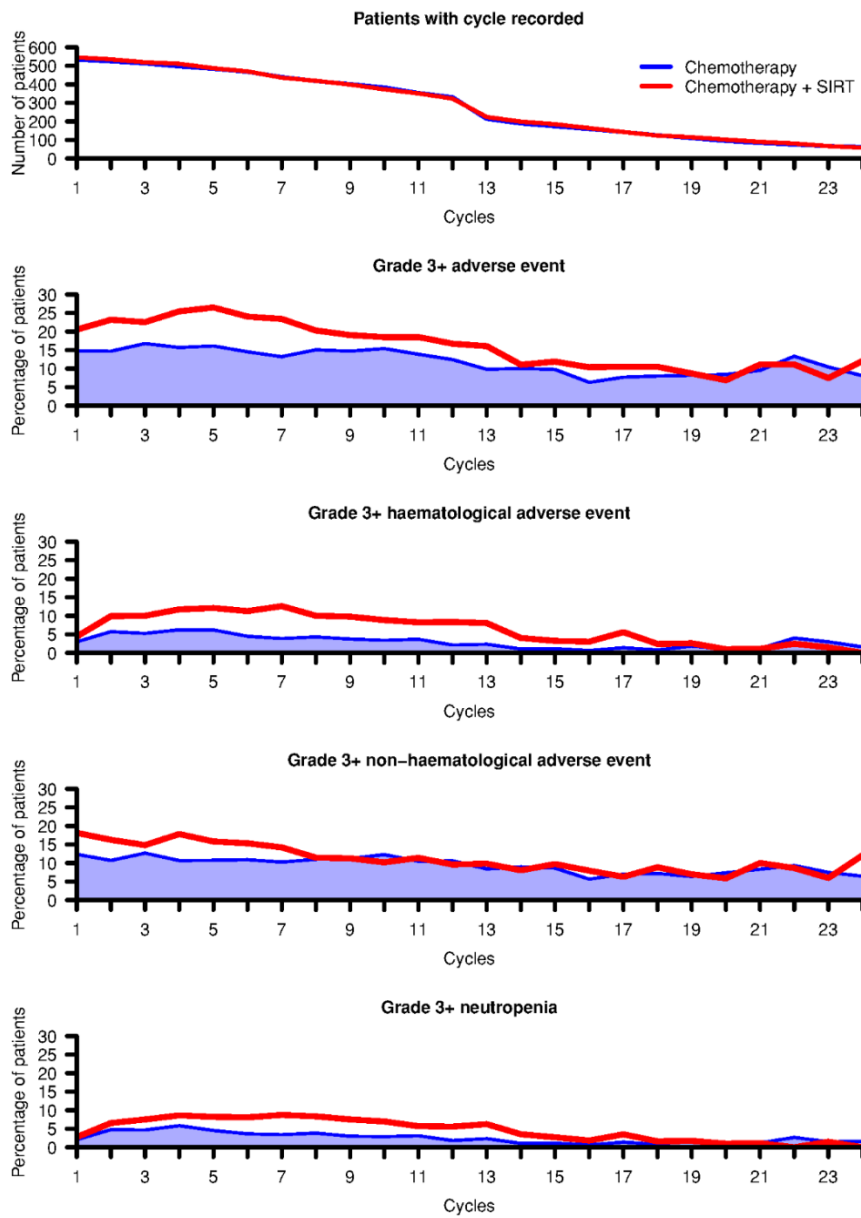 Patients with cycle recorded
Number of patients
600
500
400
300
200
100
0
Chemotherapy
Chemotherapy + SIRT
1 3 5 7 9 11 13 15 17 19 21 23
Cycles
Grade 3+ adverse event
Percentage of patients
30
25
20
15
10
5
0
1 3 5 7 9 11 13 15 17 19 21 23
Cycles
Grade 3+ haematological adverse event
Percentage of patients
30
25
20
15
10
5
0
1 3 5 7 9 11 13 15 17 19 21 23
Cycles
Grade 3+ non−haematological adverse event
Percentage of patients
30
25
20
15
10
5
0
1 3 5 7 9 11 13 15 17 19 21 23
Cycles
Grade 3+ neutropenia
Percentage of patients
30
25
20
15
10
5
0
1 3 5 7 9 11 13 15 17 19 21 23
Cycles